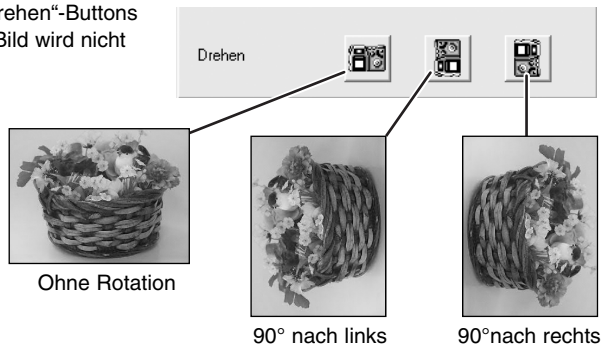 rehen“-Buttons
Bild wird nicht
Drehen
Ohne Rotation
90° nach links
90°nach rechts